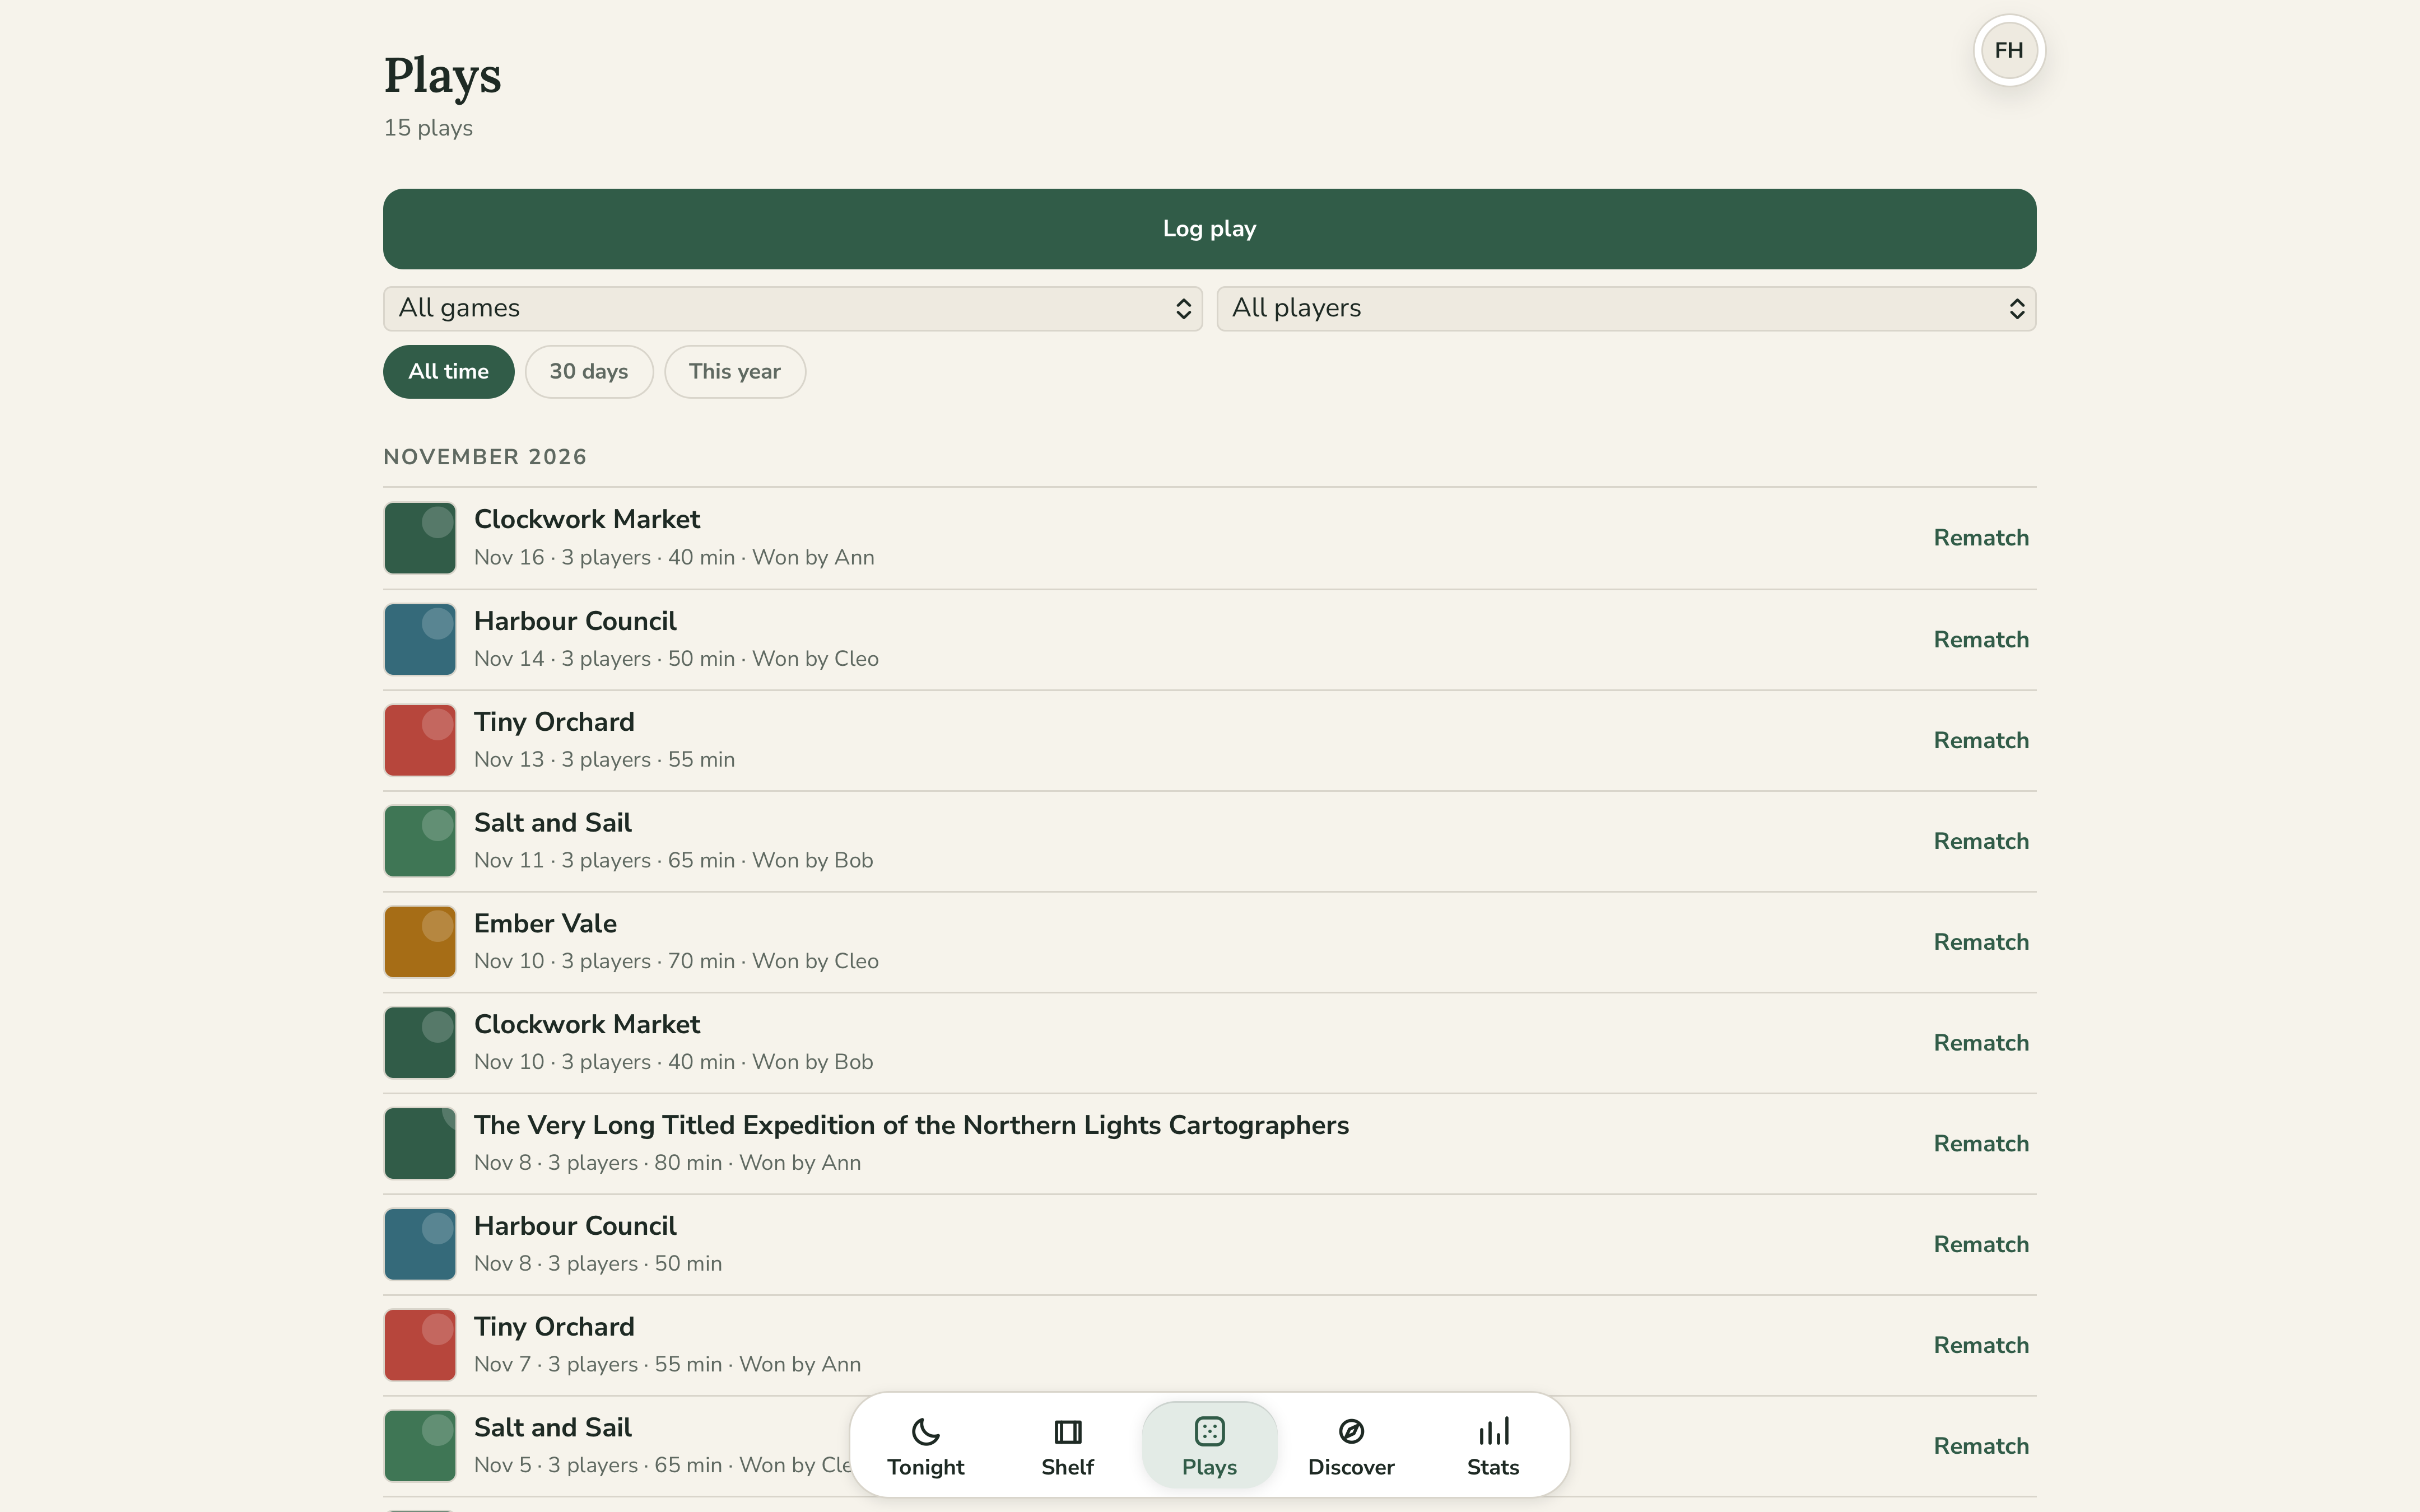 Plays
FH
15 plays
Log play
All games
All players
All time
30 days
This year
NOVEMBER 2026
Clockwork Market
Nov 16 · 3 players · 40 min · Won by Ann
Rematch
Harbour Council
Nov 14 · 3 players · 50 min · Won by Cleo
Rematch
Tiny Orchard
Nov 13 · 3 players · 55 min
Rematch
Salt and Sail
Nov 11 · 3 players · 65 min · Won by Bob
Rematch
Ember Vale
Nov 10 · 3 players · 70 min · Won by Cleo
Rematch
Clockwork Market
Nov 10 · 3 players · 40 min · Won by Bob
Rematch
The Very Long Titled Expedition of the Northern Lights Cartographers
Nov 8 · 3 players · 80 min · Won by Ann
Rematch
Harbour Council
Nov 8 · 3 players · 50 min
Rematch
Tiny Orchard
Nov 7 · 3 players · 55 min · Won by Ann
Rematch
Salt and Sail
Nov 5 · 3 players · 65 min · Won by
Rematch
Tonight
Shelf
Plays
Discover
Stats